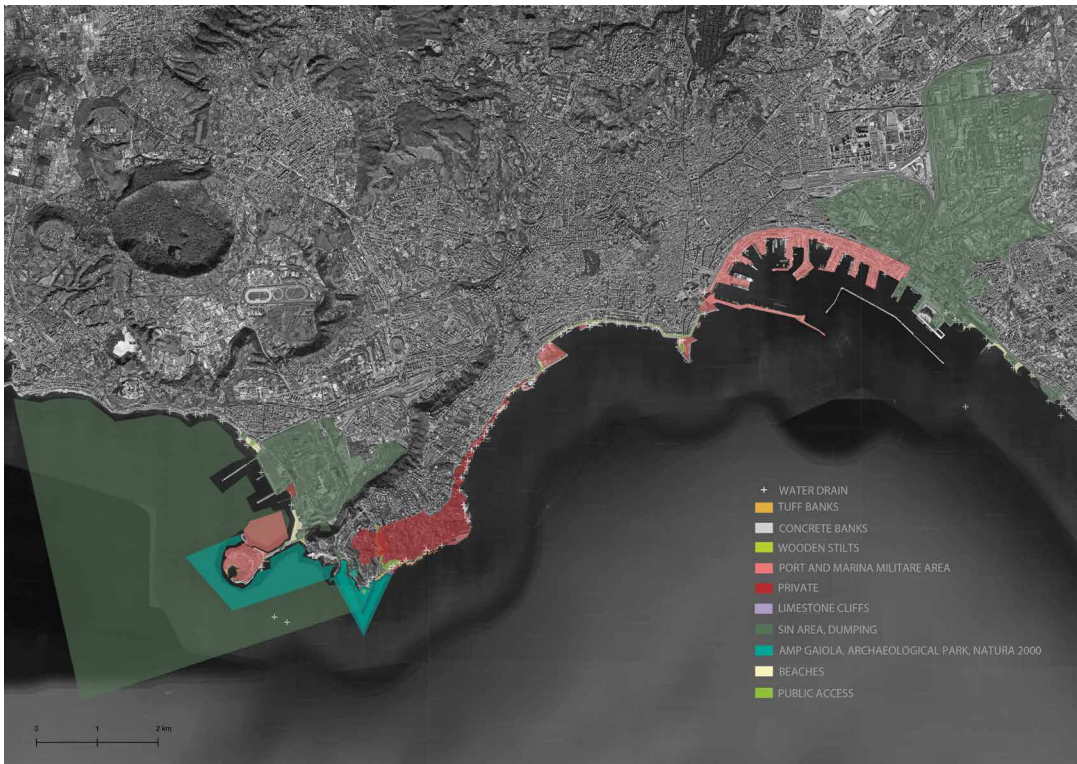 + WATER DRAIN
TUFF BANKS
CONCRETE BANKS
WOODEN STILTS
PORT AND MARINA MILITARE AREA
PRIVATE
LIMESTONE CLIFFS
SIN AREA, DUMPING
AMP GAIOLA, ARCHAEOLOGICAL PARK, NATURA 2000
BEACHES
PUBLIC ACCESS
0 1 2 km